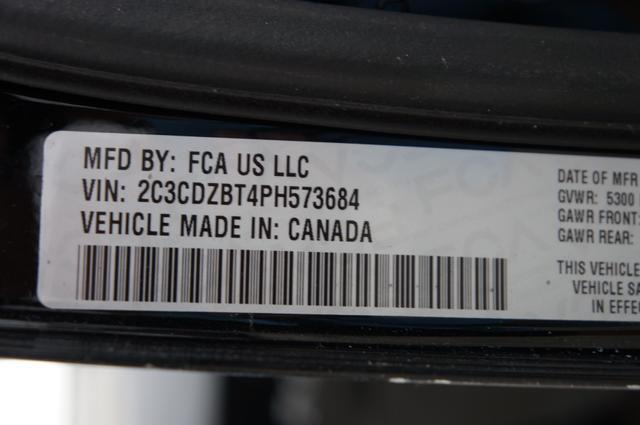 MFD BY: FCA US LLC
VIN: 2C3CDZBT4PH573684
VEHICLE MADE IN: CANADA
DATE OF MFR
GVWR: 5300
GAWR FRONT:
GAWR REAR:
THIS VEHICLE
VEHICLE SA
IN EFFEC